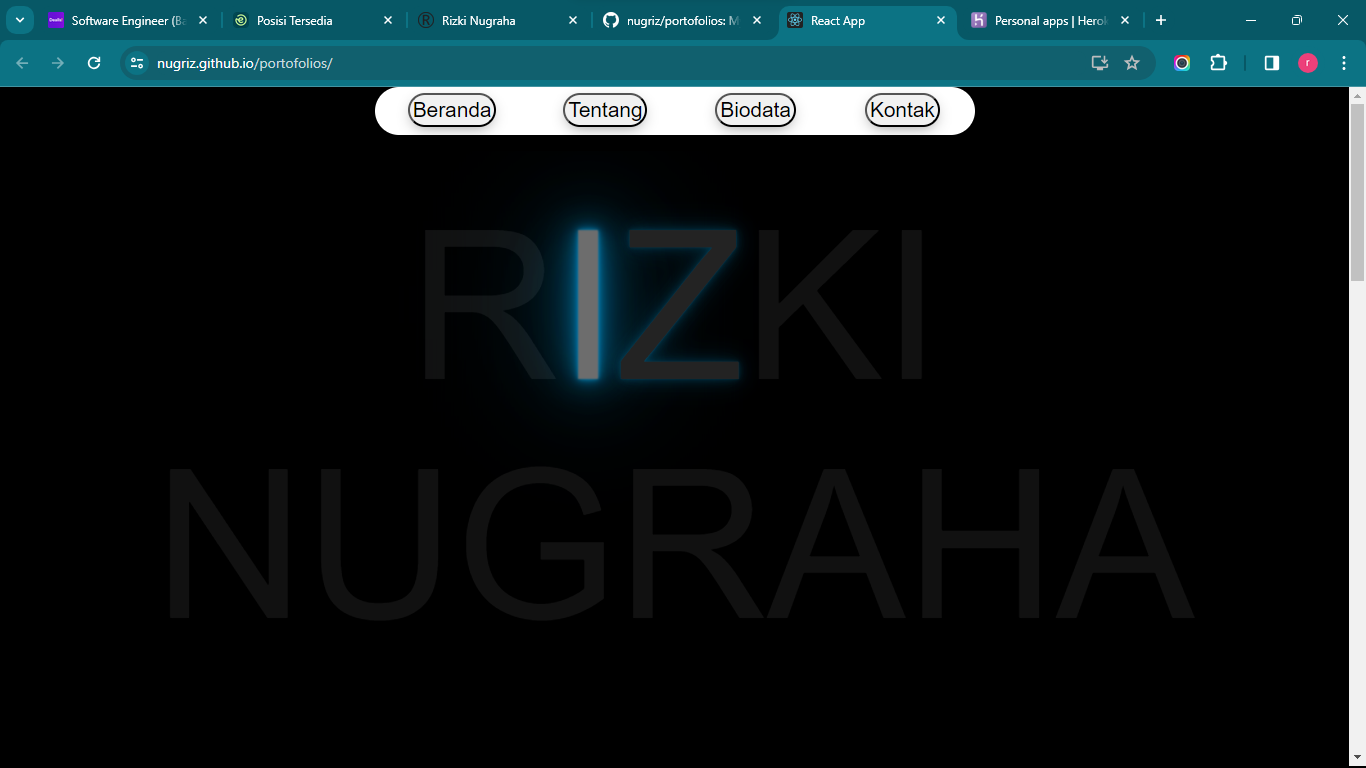 Software Engineer (Ba
Posisi Tersedia
Rizki Nugraha
nugriz/portofolios: M
React App
Personal apps | Herok
nugriz.github.io/portofolios/
r
Beranda
Tentang
Biodata
Kontak
RIZKI
NUGRAHA